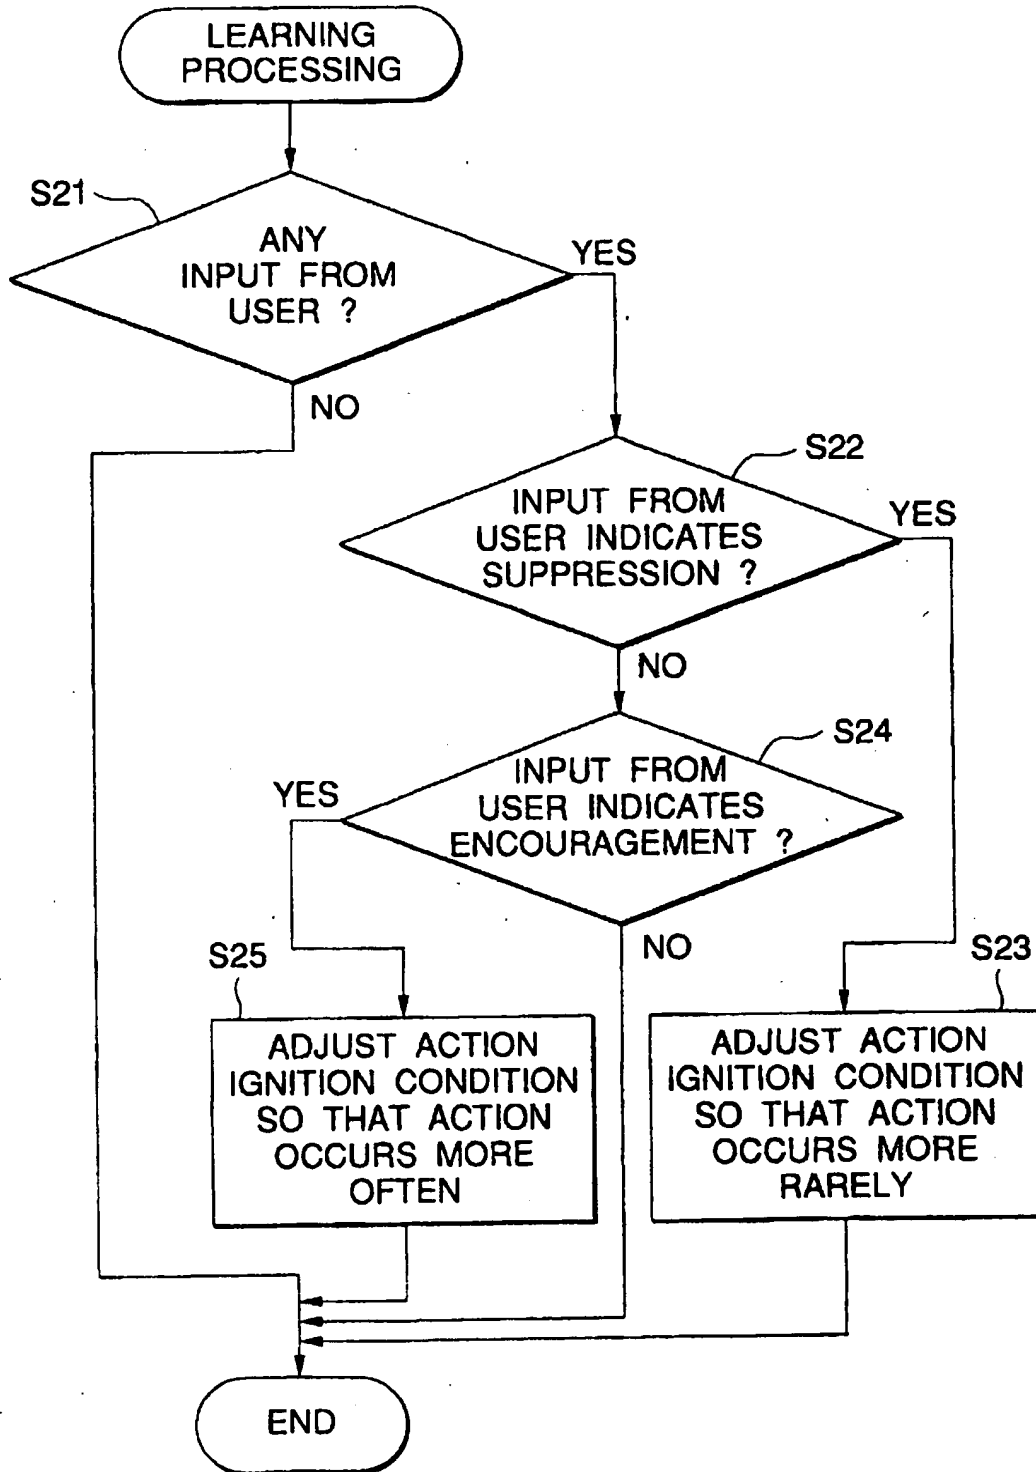 LEARNING
PROCESSING
S21
ANY
INPUT FROM
USER ?
YES
NO
S22
INPUT FROM
USER INDICATES
SUPPRESSION ?
YES
NO
S24
INPUT FROM
USER INDICATES
ENCOURAGEMENT ?
YES
NO
S25
ADJUST ACTION
IGNITION CONDITION
SO THAT ACTION
OCCURS MORE
OFTEN
S23
ADJUST ACTION
IGNITION CONDITION
SO THAT ACTION
OCCURS MORE
RARELY
END